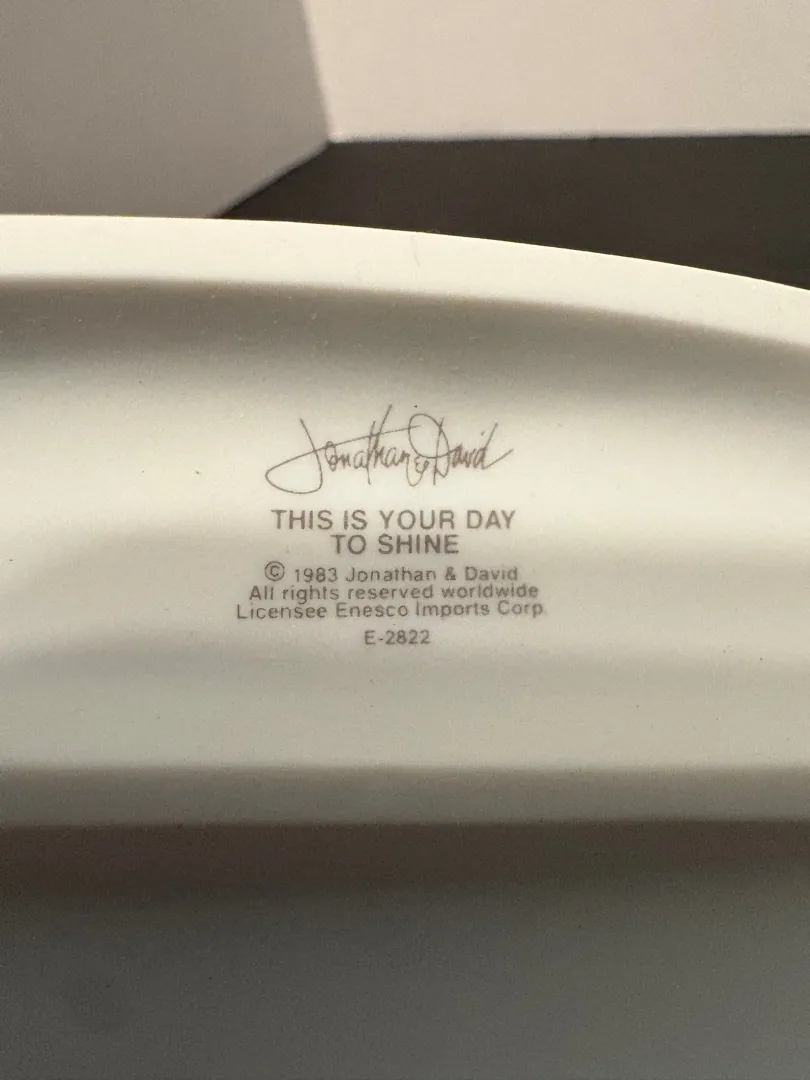 Jonathan & David
THIS IS YOUR DAY
TO SHINE
© 1983 Jonathan & David
All rights reserved worldwide
Licensee Enesco Imports Corp.
E-2822